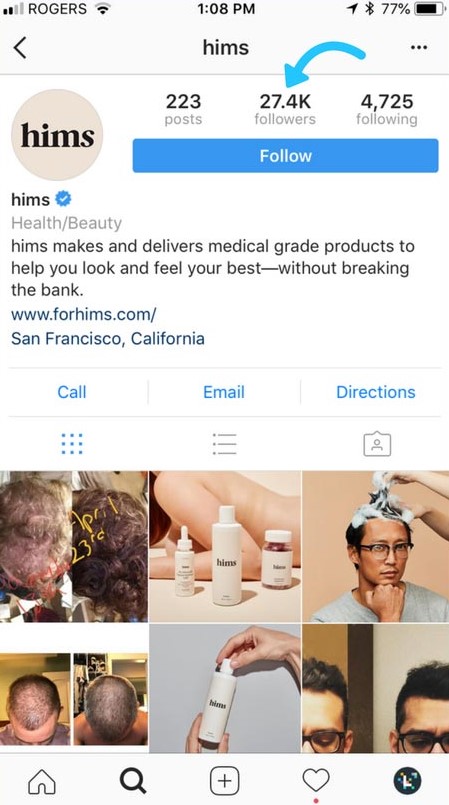 ROGERS 1:08 PM 77%
hims
hims
223 27.4K 4,725
posts followers following
Follow
hims
Health/Beauty
hims makes and delivers medical grade products to
help you look and feel your best—without breaking
the bank.
www.forhims.com/
San Francisco, California
Call Email Directions
April
23rd
hims
hims
hims